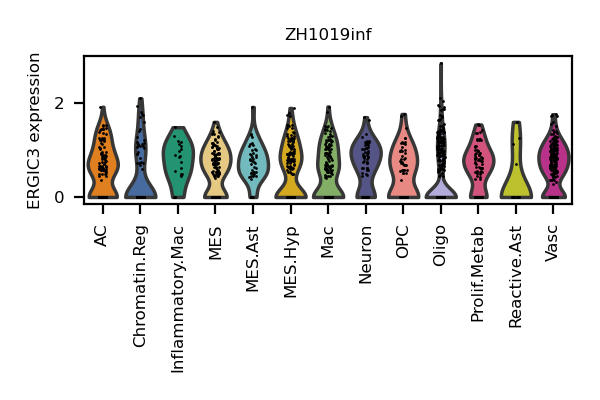 ZH1019inf
ERGIC3 expression
2
0
AC
Chromatin.Reg
Inflammatory.Mac
MES
MES.Ast
MES.Hyp
Mac
Neuron
OPC
Oligo
Prolif.Metab
Reactive.Ast
Vasc